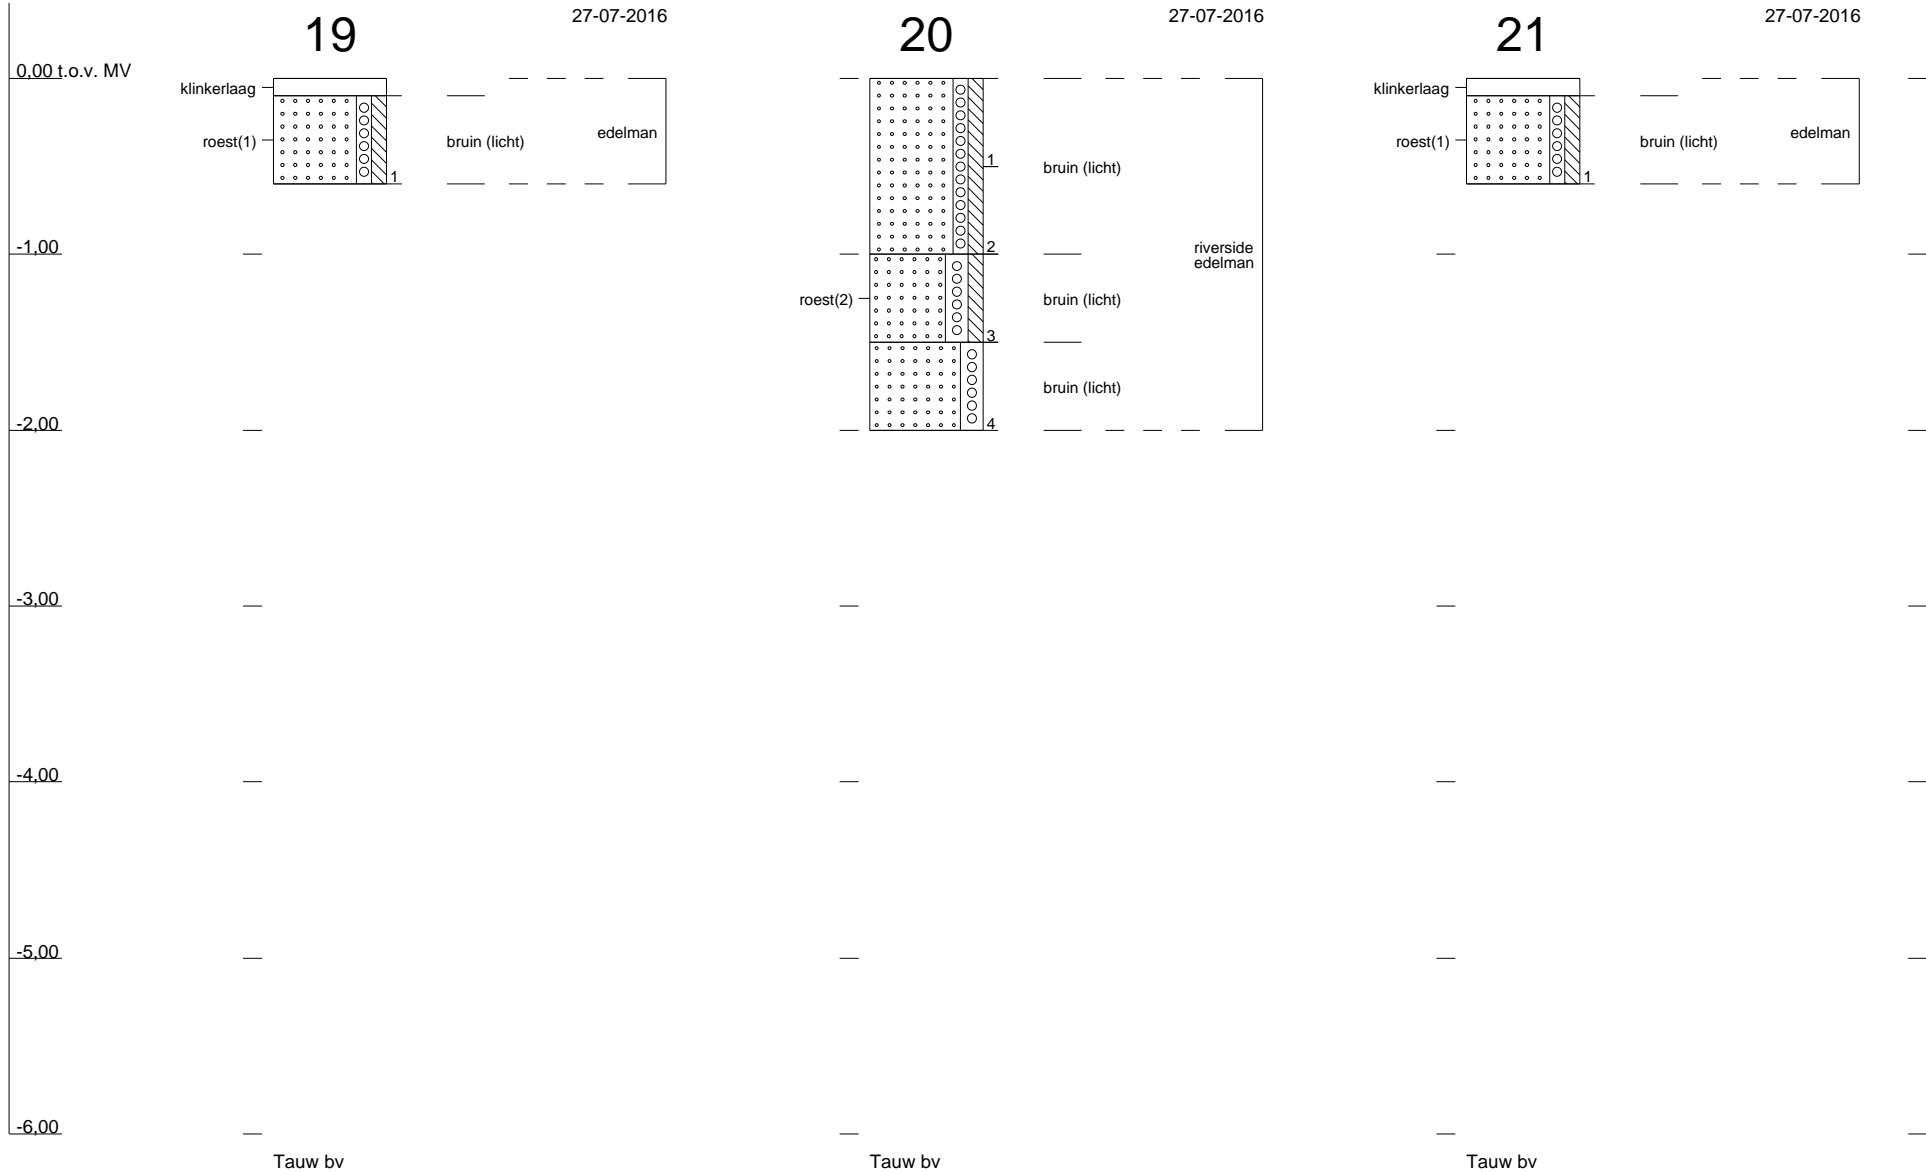 19
27-07-2016
20
27-07-2016
21
27-07-2016
0,00 t.o.v. MV
klinkerlaag
roest(1)
1
bruin (licht)
edelman
1
bruin (licht)
2
riverside
edelman
roest(2)
bruin (licht)
3
bruin (licht)
4
klinkerlaag
roest(1)
1
bruin (licht)
edelman
-1,00
-2,00
-3,00
-4,00
-5,00
-6,00
Tauw bv
Tauw bv
Tauw bv